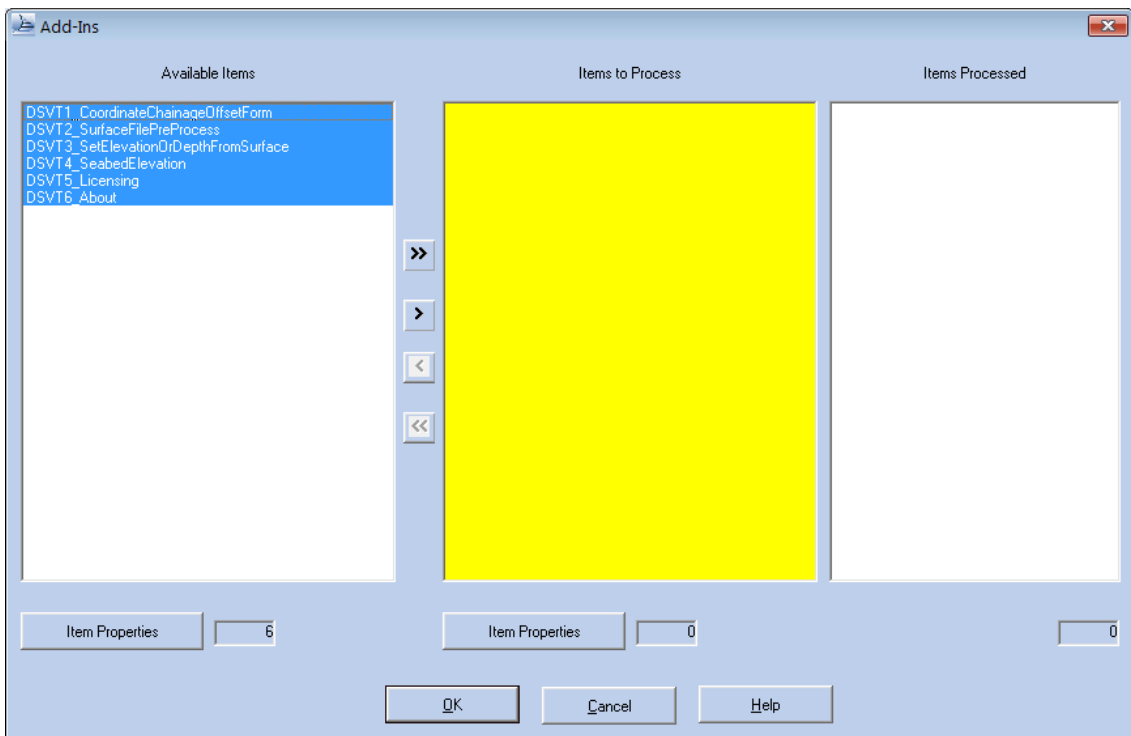 Add-Ins
Available Items
Items to Process
Items Processed
DSVT1_CoordinateChainageOffsetForm
DSVT2_SurfaceFilePreProcess
DSVT3_SetElevationOrDepthFromSurface
DSVT4_SeabedElevation
DSVT5_Licensing
DSVT6_About
>>
>
<
<<
Item Properties
6
Item Properties
0
0
OK
Cancel
Help